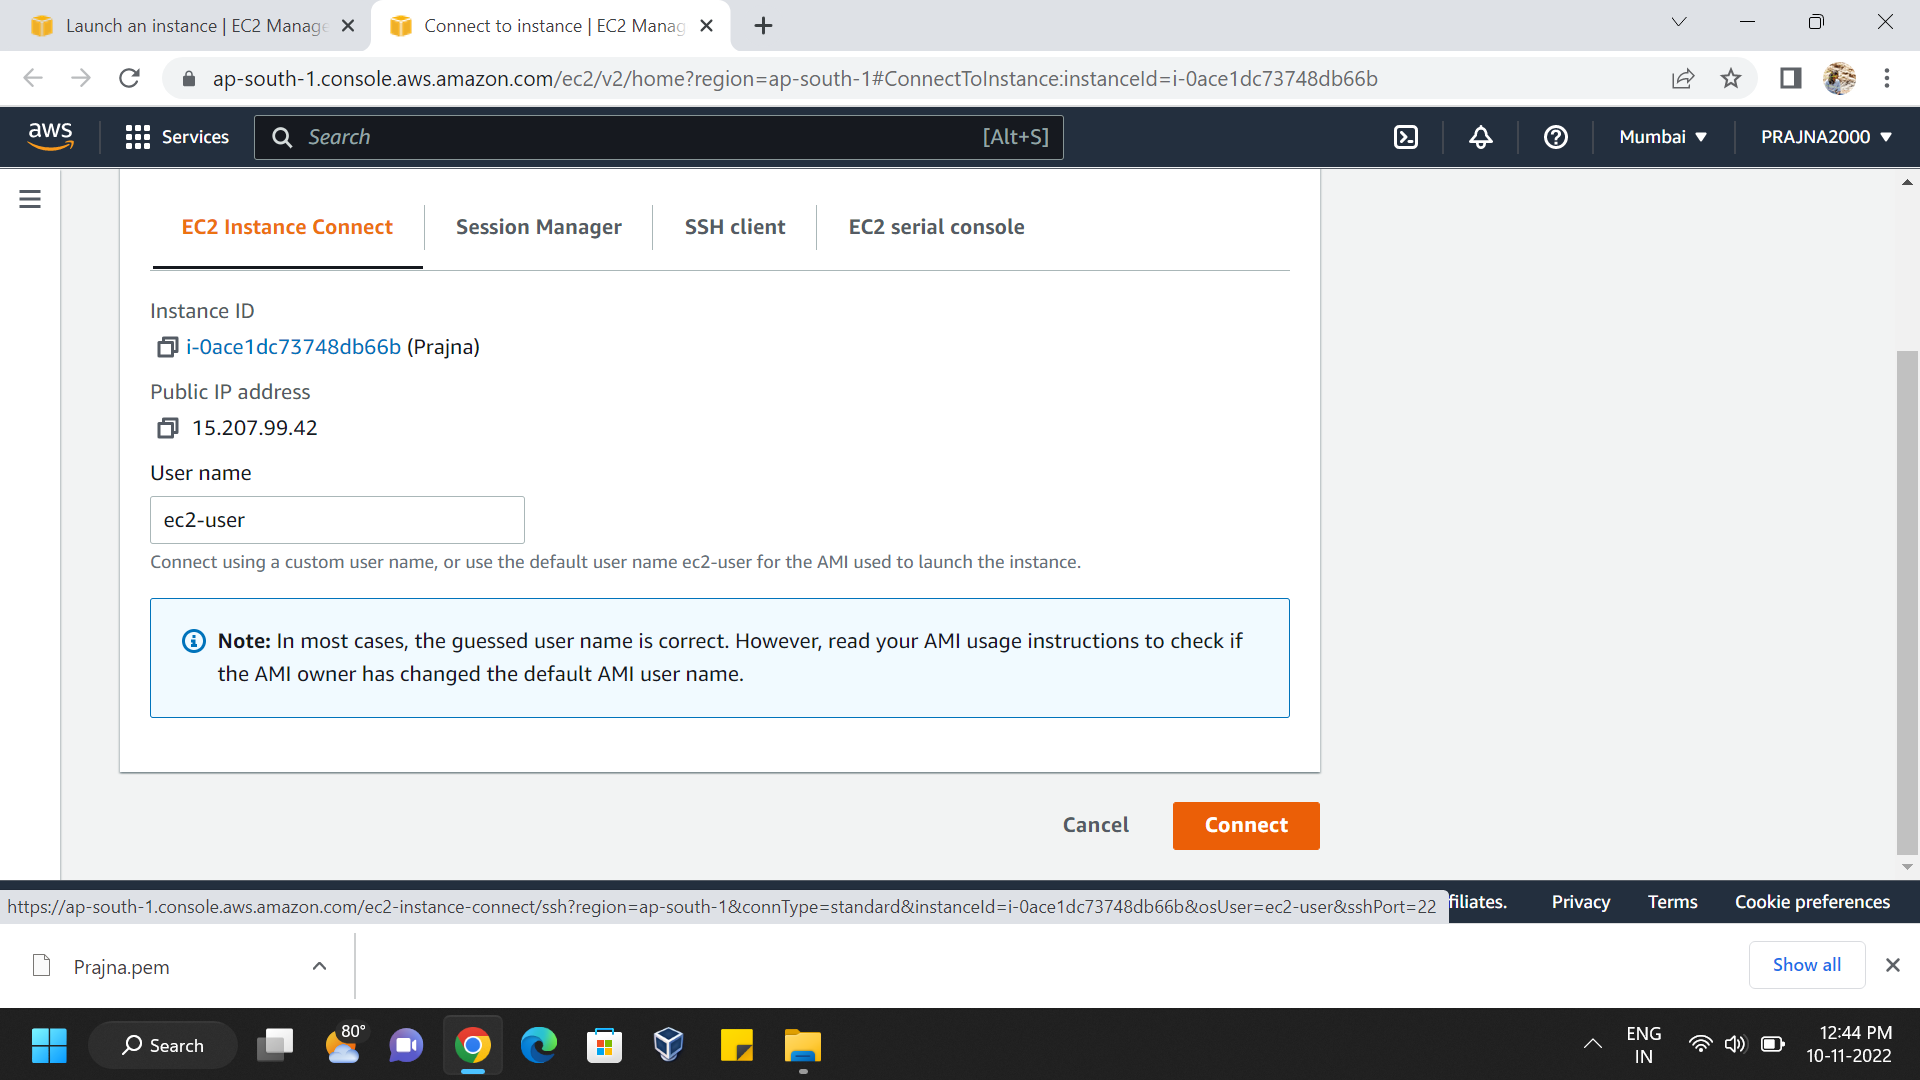 Launch an instance | EC2 Manage
Connect to instance | EC2 Manag
ap-south-1.console.aws.amazon.com/ec2/v2/home?region=ap-south-1#ConnectToInstance:instanceId=i-0ace1dc73748db66b
aws
Services
Search
[Alt+S]
Mumbai
PRAJNA2000
EC2 Instance Connect
Session Manager
SSH client
EC2 serial console
Instance ID
i-0ace1dc73748db66b (Prajna)
Public IP address
15.207.99.42
User name
ec2-user
Connect using a custom user name, or use the default user name ec2-user for the AMI used to launch the instance.
Note: In most cases, the guessed user name is correct. However, read your AMI usage instructions to check if
the AMI owner has changed the default AMI user name.
Cancel
Connect
https://ap-south-1.console.aws.amazon.com/ec2-instance-connect/ssh?region=ap-south-1&connType=standard&instanceId=i-0ace1dc73748db66b&osUser=ec2-user&sshPort=22
filiates.
Privacy
Terms
Cookie preferences
Prajna.pem
Show all
Search
80°
ENG
IN
12:44 PM
10-11-2022